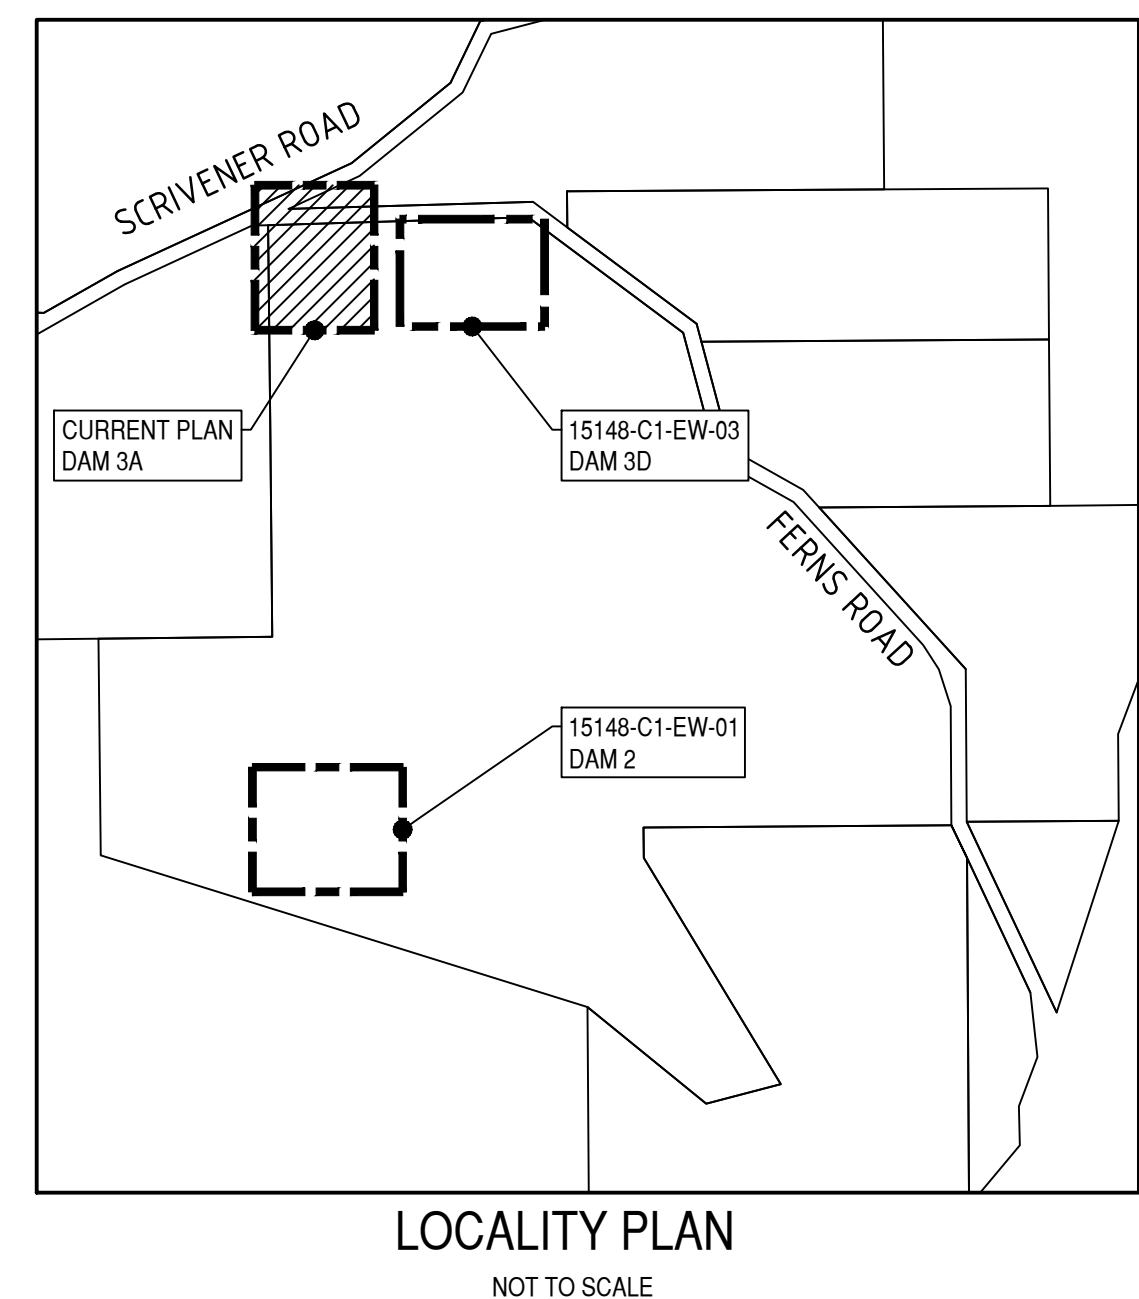 SCRIVENER ROAD
CURRENT PLAN
DAM 3A
15148-C1-EW-03
DAM 3D
FERNS ROAD
15148-C1-EW-01
DAM 2
LOCALITY PLAN
NOT TO SCALE